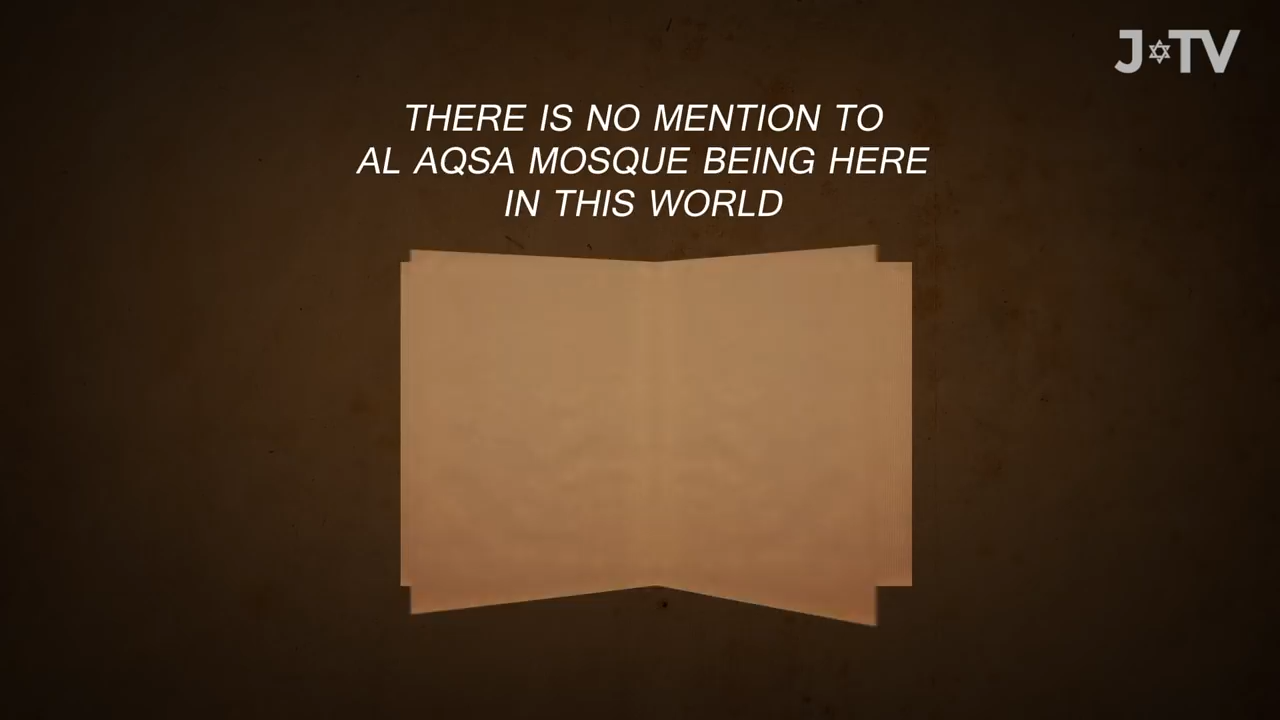 J✡TV
THERE IS NO MENTION TO
AL AQSA MOSQUE BEING HERE
IN THIS WORLD